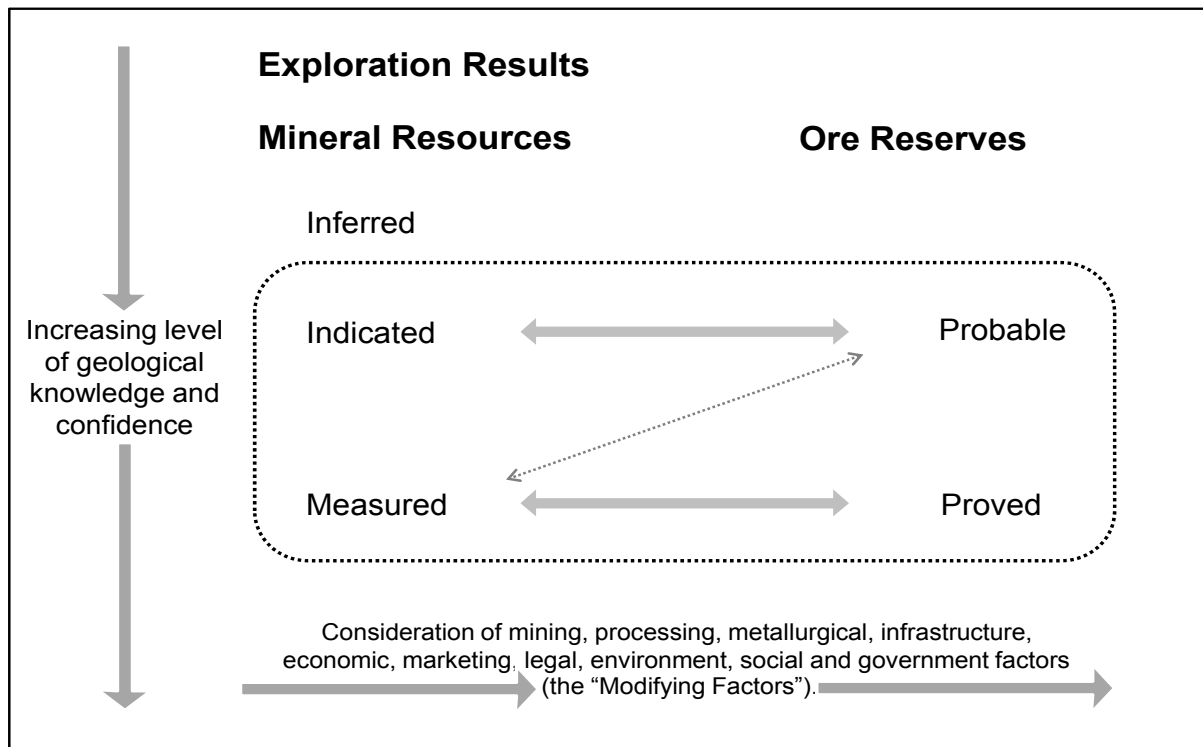 Exploration Results
Mineral Resources
Ore Reserves
Inferred
Increasing level
of geological
knowledge and
confidence
Indicated
Probable
Measured
Proved
Consideration of mining, processing, metallurgical, infrastructure,
economic, marketing, legal, environment, social and government factors
(the “Modifying Factors”).